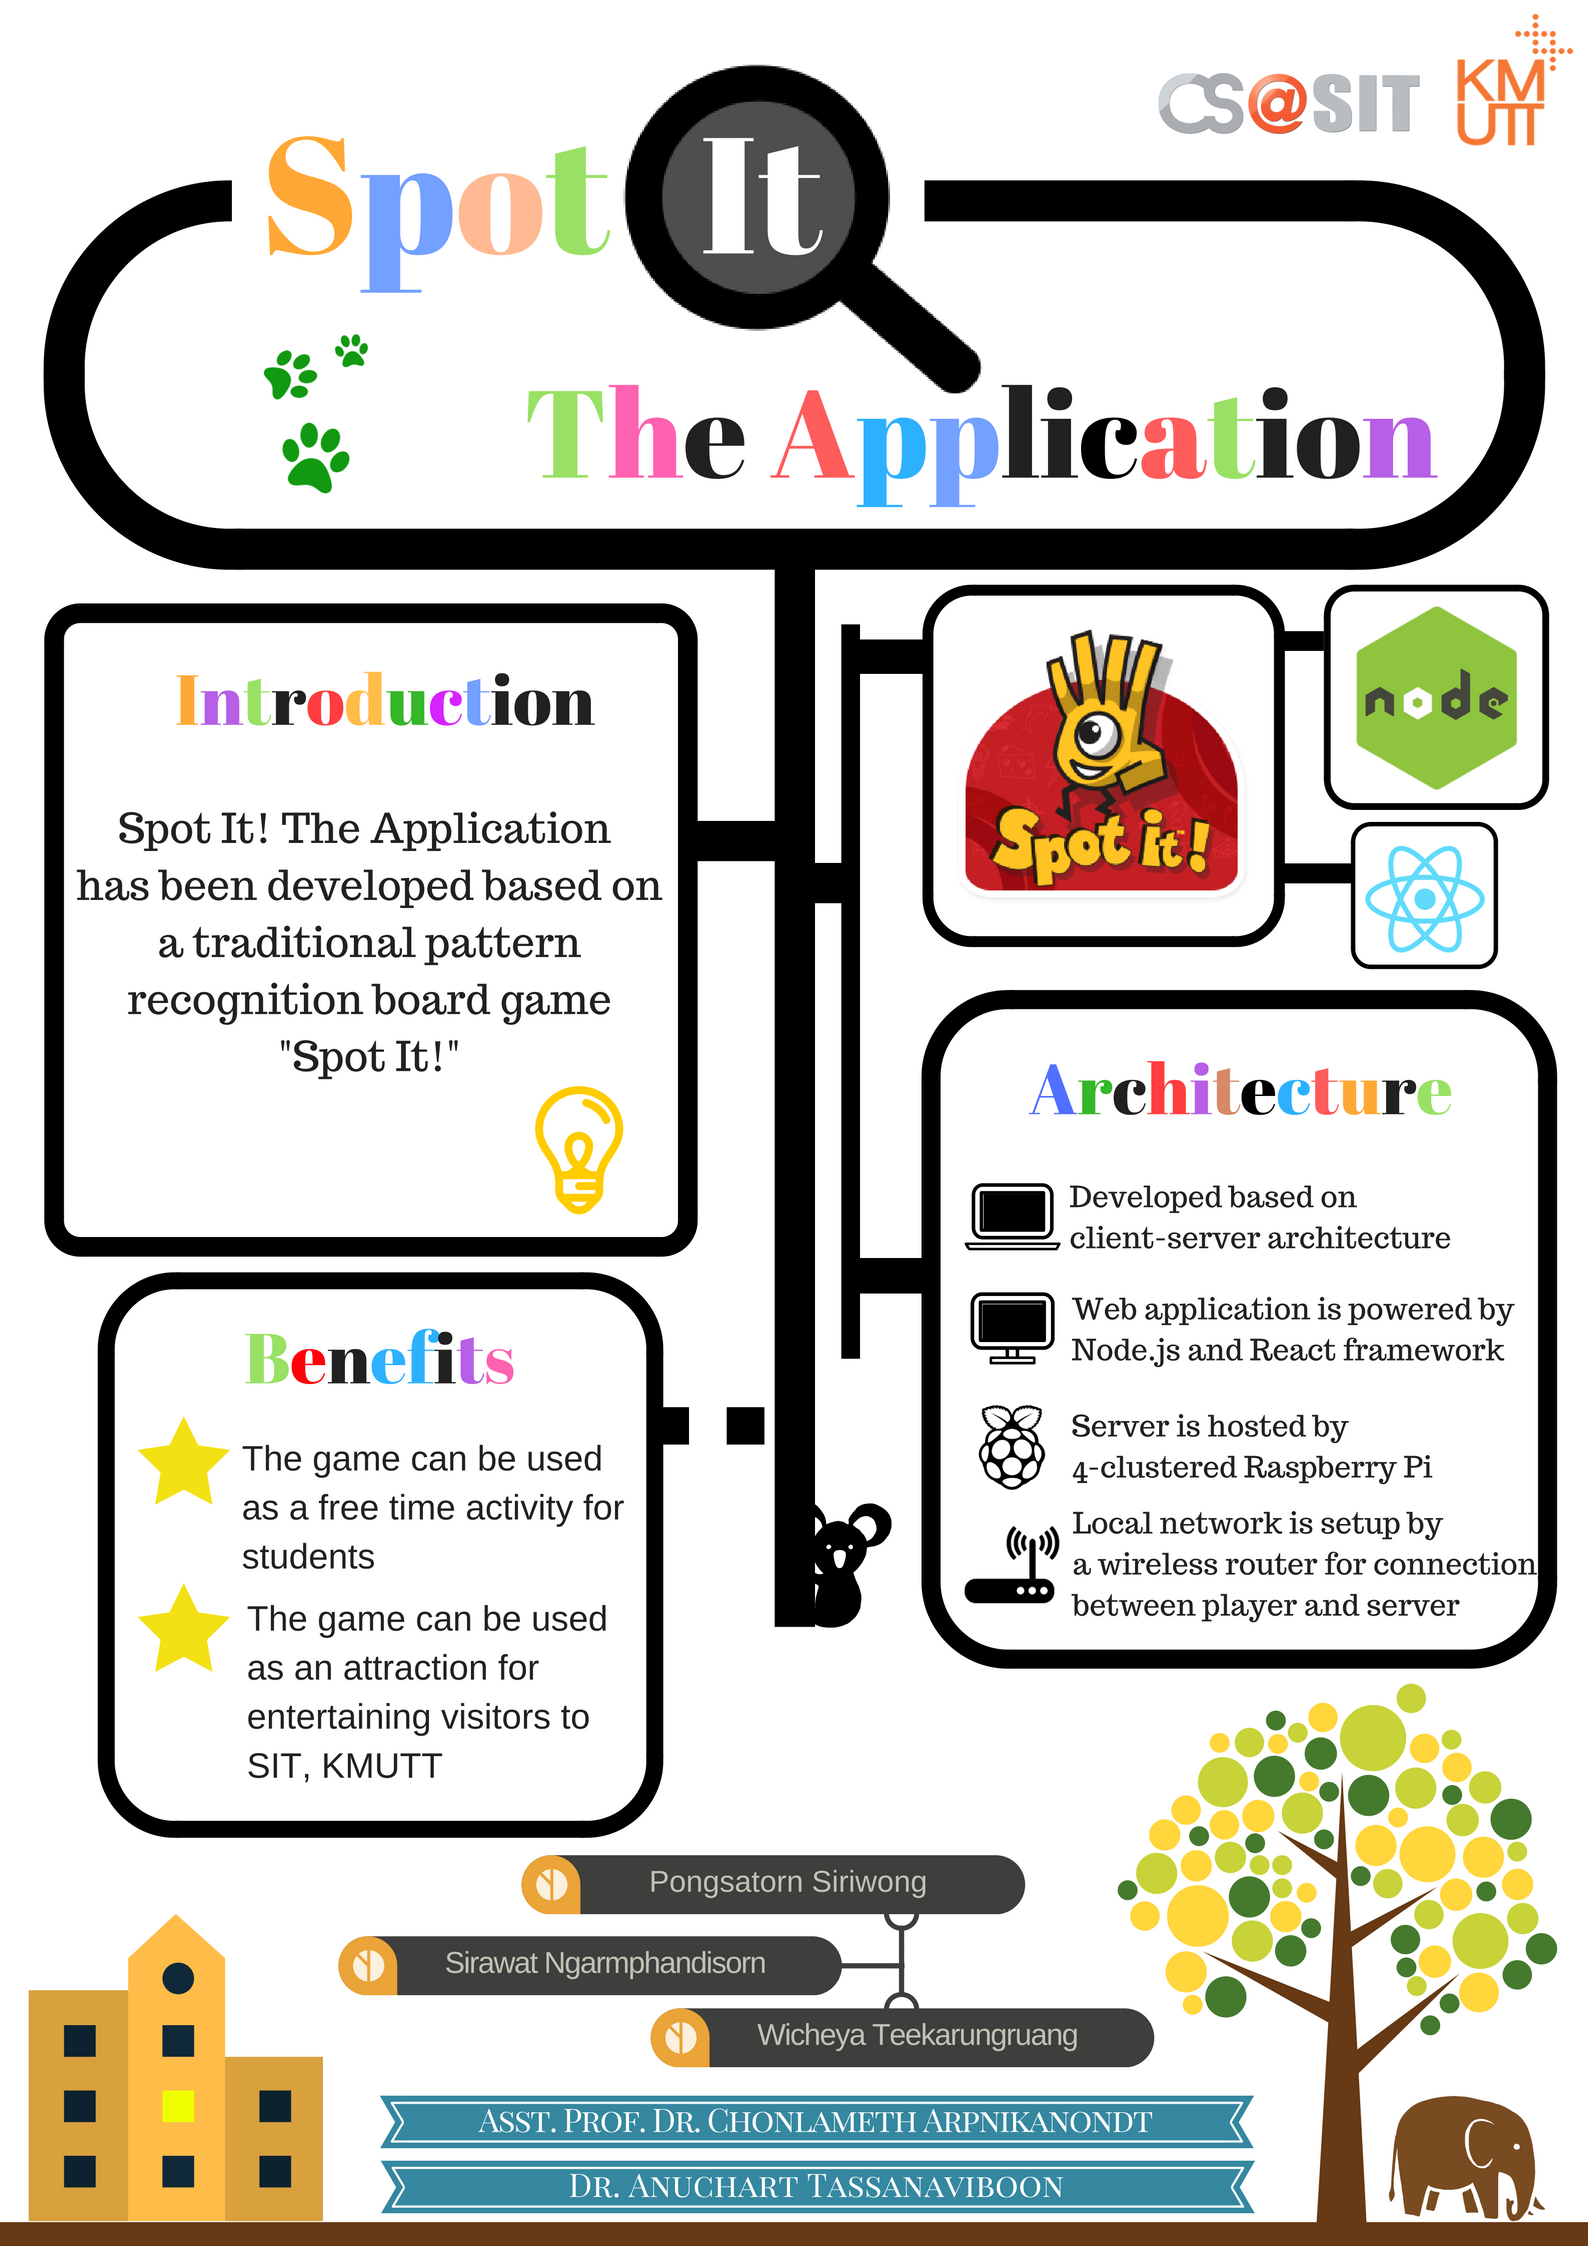 CS@SIT
KM
UTT
Spot It
The Application
Introduction
Spot It! The Application
has been developed based on
a traditional pattern
recognition board game
"Spot It!"
Spot it!
node
Architecture
Developed based on
client-server architecture
Web application is powered by
Node.js and React framework
Server is hosted by
4-clustered Raspberry Pi
Local network is setup by
a wireless router for connection
between player and server
Benefits
The game can be used
as a free time activity for
students
The game can be used
as an attraction for
entertaining visitors to
SIT, KMUTT
Pongsatorn Siriwong
Sirawat Ngarmphandisorn
Wicheya Teekarungruang
Asst. Prof. Dr. Chonlameth Arpnikanondt
Dr. Anuchart Tassanaviboon